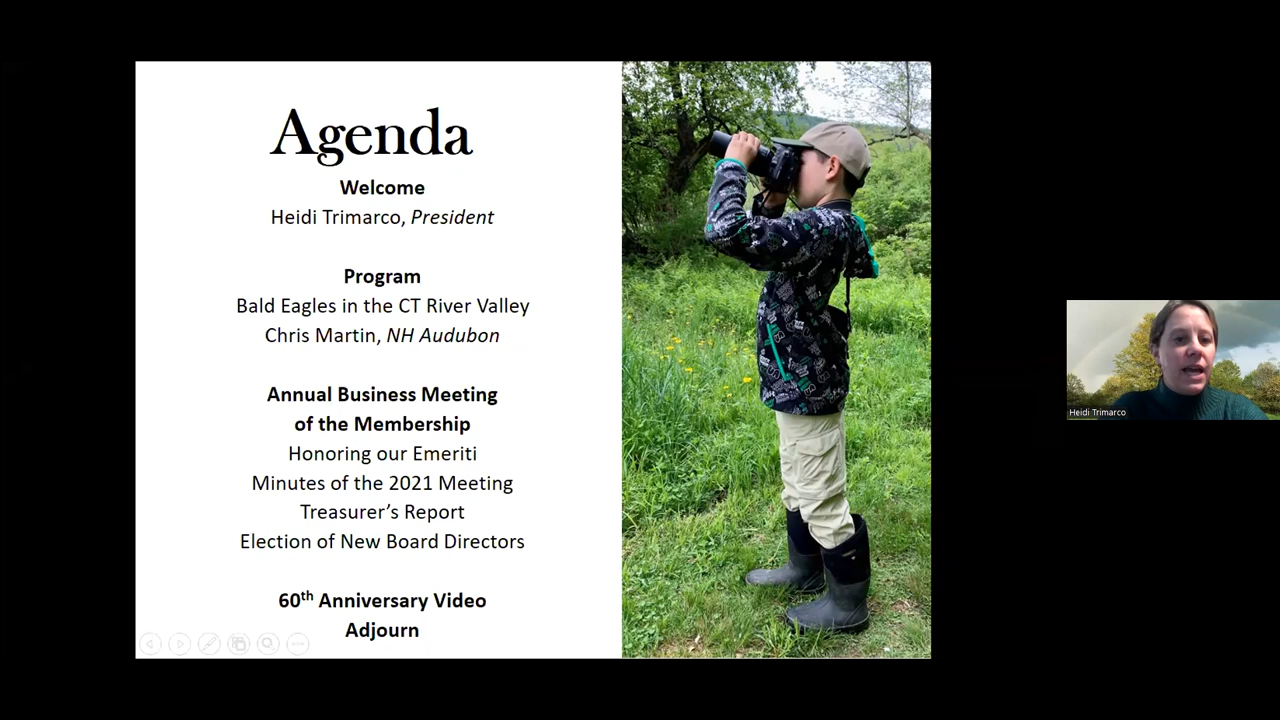 Agenda
Welcome
Heidi Trimarco, President
Program
Bald Eagles in the CT River Valley
Chris Martin, NH Audubon
Annual Business Meeting
of the Membership
Honoring our Emeriti
Minutes of the 2021 Meeting
Treasurer's Report
Election of New Board Directors
60th Anniversary Video
Adjourn
Heidi Trimarco